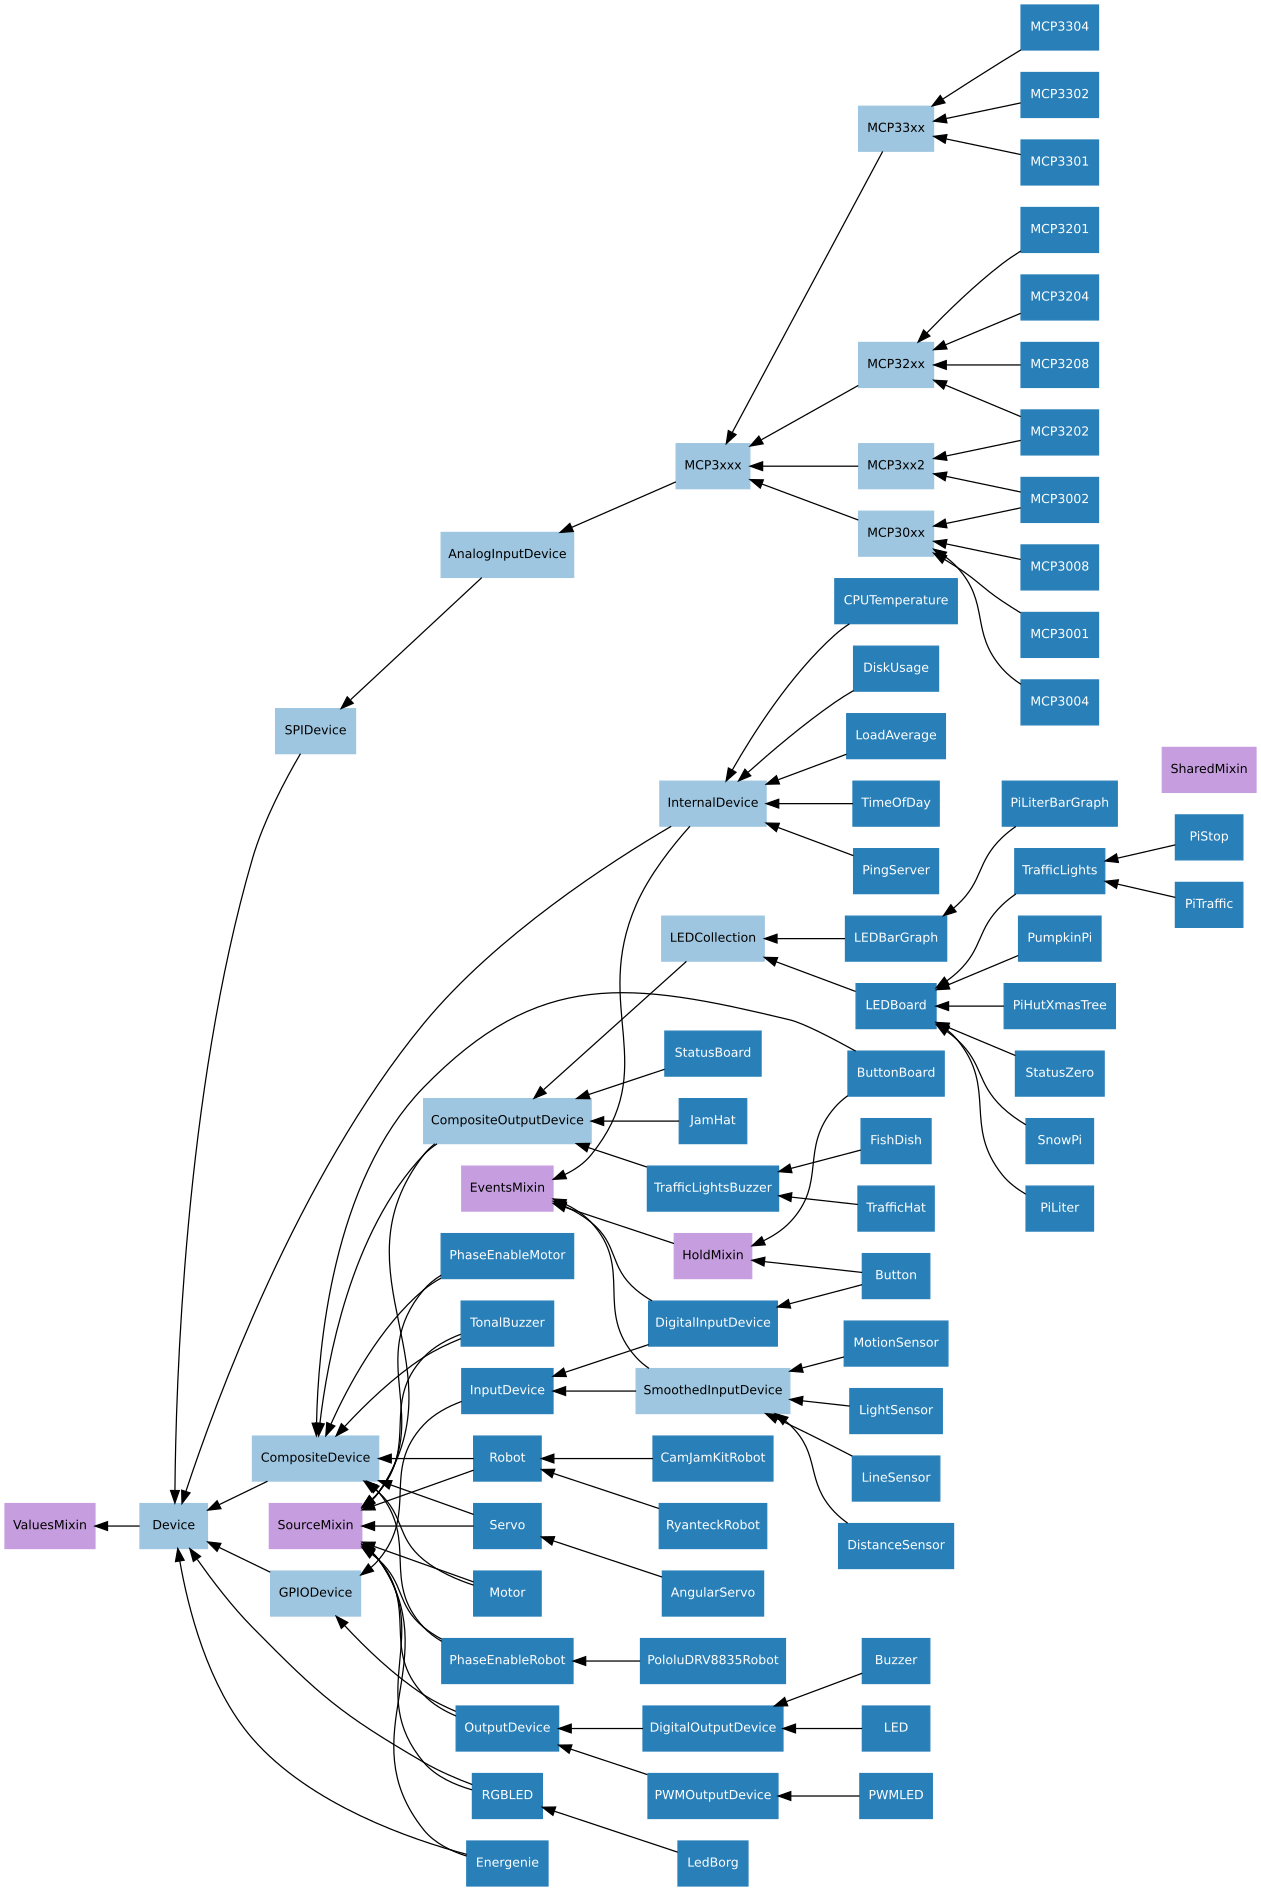 MCP3304
MCP3302
MCP33xx
MCP3301
MCP3201
MCP3204
MCP32xx
MCP3208
MCP3202
MCP3xxx
MCP3xx2
MCP3002
MCP30xx
AnalogInputDevice
MCP3008
CPUTemperature
MCP3001
DiskUsage
MCP3004
SPIDevice
LoadAverage
SharedMixin
InternalDevice
TimeOfDay
PiLiterBarGraph
PiStop
PingServer
TrafficLights
PiTraffic
LEDCollection
LEDBarGraph
PumpkinPi
LEDBoard
PiHutXmasTree
StatusBoard
ButtonBoard
StatusZero
CompositeOutputDevice
JamHat
FishDish
SnowPi
EventsMixin
TrafficLightsBuzzer
TrafficHat
PiLiter
PhaseEnableMotor
HoldMixin
Button
TonalBuzzer
DigitalInputDevice
MotionSensor
InputDevice
SmoothedInputDevice
LightSensor
CompositeDevice
Robot
CamJamKitRobot
LineSensor
ValuesMixin
Device
SourceMixin
Servo
RyanteckRobot
DistanceSensor
GPIODevice
Motor
AngularServo
PhaseEnableRobot
PololuDRV8835Robot
Buzzer
OutputDevice
DigitalOutputDevice
LED
RGBLED
PWMOutputDevice
PWMLED
Energenie
LedBorg